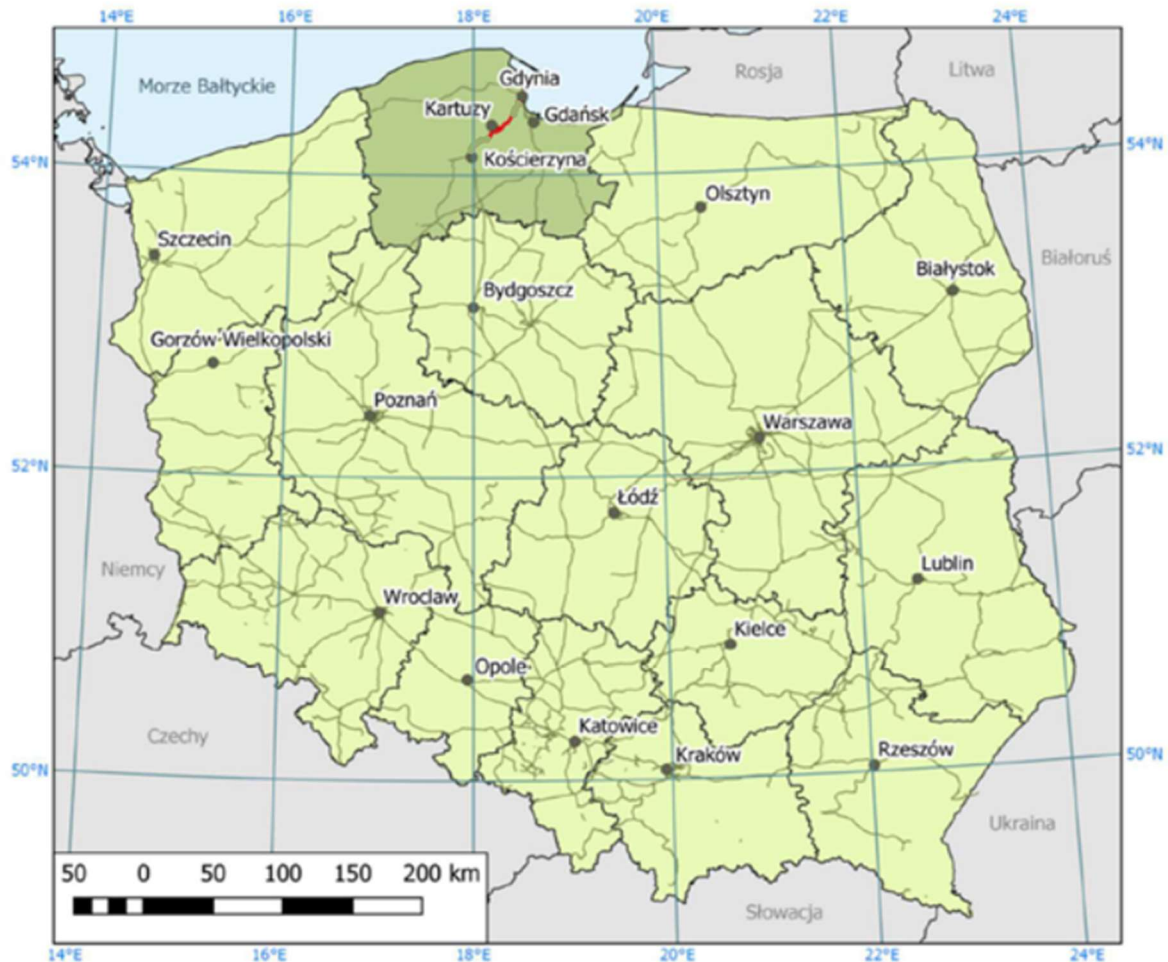 14°E 16°E 18°E 20°E 22°E 24°E
Morze Bałtyckie
Rosja
Litwa
Gdynia
Kartuzy
Gdańsk
Kościerzyna
54°N
54°N
Olsztyn
Szczecin
Białoruś
Białystok
Bydgoszcz
Gorzów Wielkopolski
Poznań
Warszawa
52°N
52°N
Łódź
Niemcy
Lublin
Wrocław
Kielce
Opole
Katowice
Czechy
Kraków
Rzeszów
50°N
50°N
Ukraina
50 0 50 100 150 200 km
Słowacja
14°E 16°E 18°E 20°E 22°E 24°E